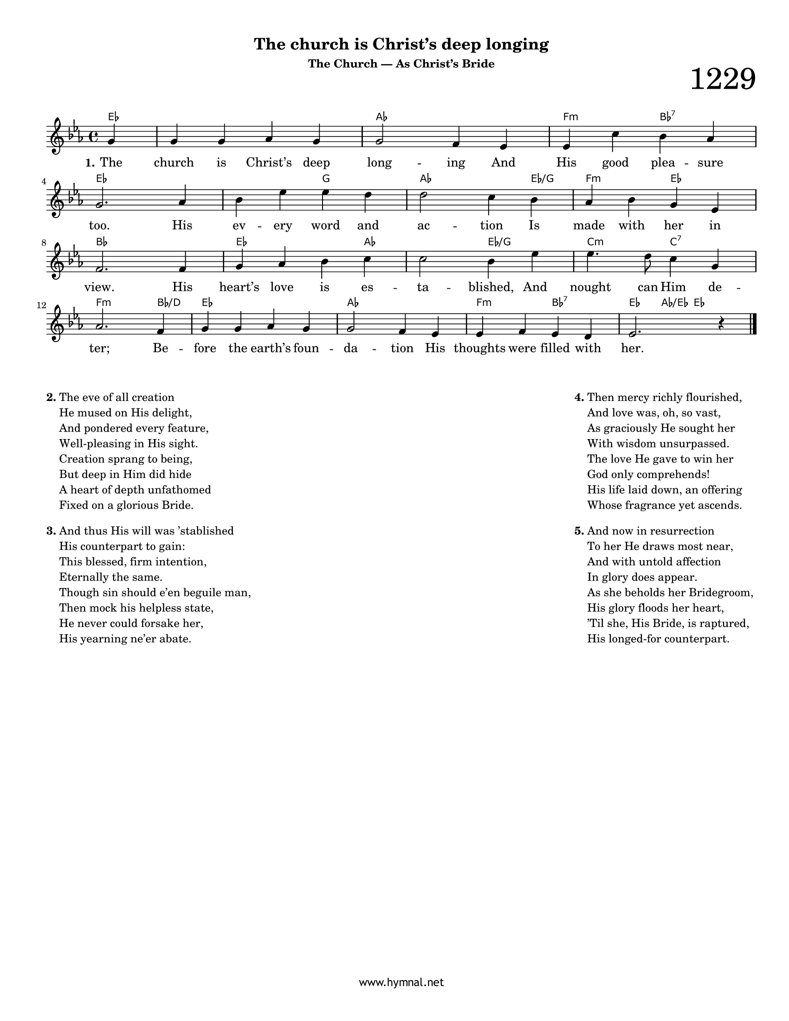 The church is Christ's deep longing
The Church — As Christ's Bride
1229
E♭ A♭ Fm B♭7
1. The church is Christ's deep long - ing And His good plea - sure
4 E♭ G A♭ E♭/G Fm E♭
too. His ev - ery word and ac - tion Is made with her in
8 B♭ E♭ A♭ E♭/G Cm C7
view. His heart's love is es - ta - blished, And nought can Him de -
12 Fm B♭/D E♭ A♭ Fm B♭7 E♭ A♭/E♭ E♭
ter; Be - fore the earth's foun - da - tion His thoughts were filled with her.
2. The eve of all creation
He mused on His delight,
And pondered every feature,
Well-pleasing in His sight.
Creation sprang to being,
But deep in Him did hide
A heart of depth unfathomed
Fixed on a glorious Bride.
3. And thus His will was 'stablished
His counterpart to gain:
This blessed, firm intention,
Eternally the same.
Though sin should e'en beguile man,
Then mock his helpless state,
He never could forsake her,
His yearning ne'er abate.
4. Then mercy richly flourished,
And love was, oh, so vast,
As graciously He sought her
With wisdom unsurpassed.
The love He gave to win her
God only comprehends!
His life laid down, an offering
Whose fragrance yet ascends.
5. And now in resurrection
To her He draws most near,
And with untold affection
In glory does appear.
As she beholds her Bridegroom,
His glory floods her heart,
'Til she, His Bride, is raptured,
His longed-for counterpart.
www.hymnal.net